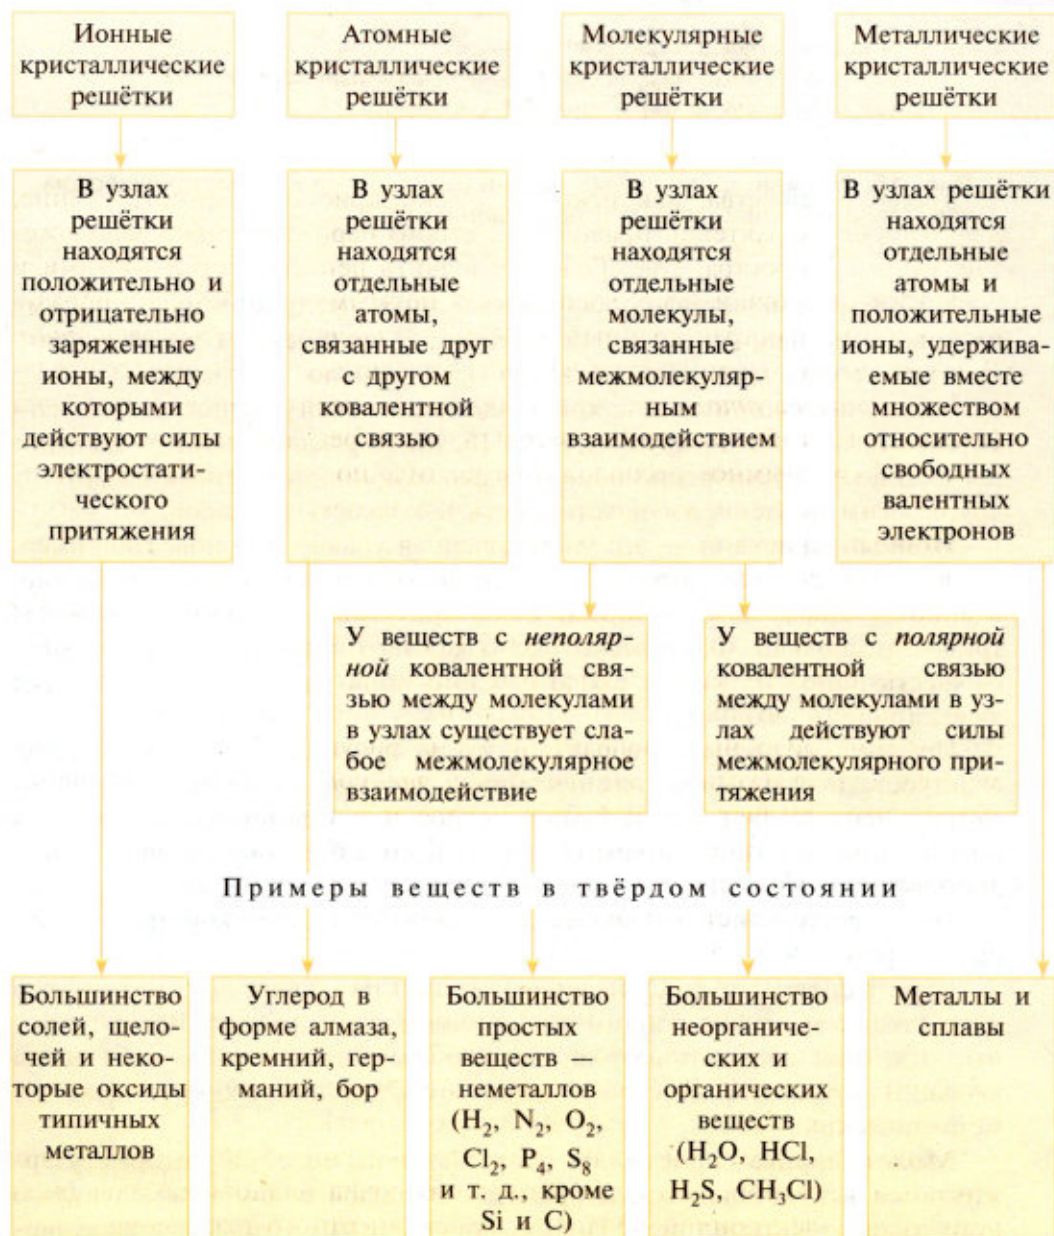 Ионные
кристаллические
решётки
Атомные
кристаллические
решётки
Молекулярные
кристаллические
решётки
Металлические
кристаллические
решётки
В узлах
решётки
находятся
положительно и
отрицательно
заряженные
ионы, между
которыми
действуют силы
электростати-
ческого
притяжения
В узлах
решётки
находятся
отдельные
атомы,
связанные друг
с другом
ковалентной
связью
В узлах
решётки
находятся
отдельные
молекулы,
связанные
межмолекуляр-
ным
взаимодействием
В узлах решётки
находятся
отдельные
атомы и
положительные
ионы, удержива-
емые вместе
множеством
относительно
свободных
валентных
электронов
У веществ с неполяр-
ной ковалентной свя-
зью между молекулами
в узлах существует сла-
бое межмолекулярное
взаимодействие
У веществ с полярной
ковалентной связью
между молекулами в уз-
лах действуют силы
межмолекулярного при-
тяжения
Примеры веществ в твёрдом состоянии
Большинство
солей, щело-
чей и неко-
торые оксиды
типичных
металлов
Углерод в
форме алмаза,
кремний, гер-
маний, бор
Большинство
простых
веществ
неметаллов
(H₂, N₂, O₂,
Cl₂, P₄, S₈
и т. д., кроме
Si и C)
Большинство
неорганиче-
ских и
органических
веществ
(H₂O, HCl,
H₂S, CH₃Cl)
Металлы и
сплавы